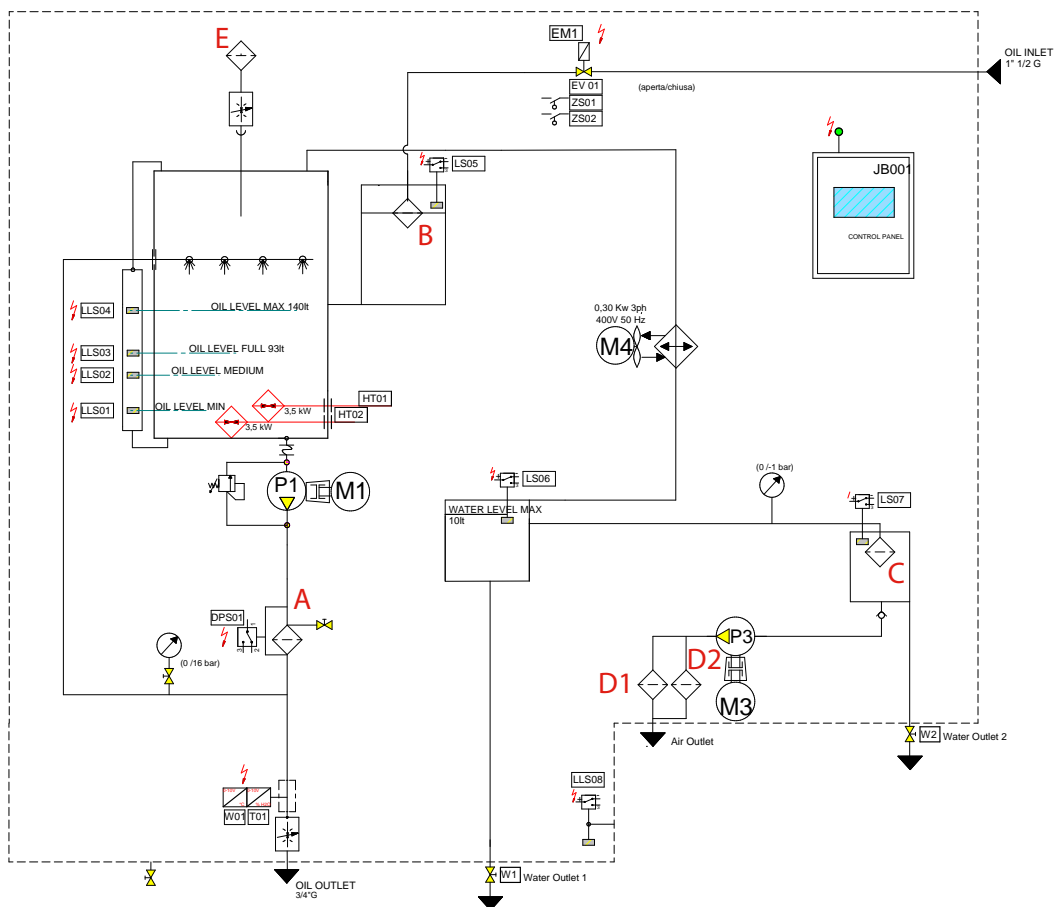 E
EM1
OIL INLET
1" 1/2 G
EV 01
(aperta/chiusa)
ZS01
ZS02
LS05
JB001
B
CONTROL PANEL
LLS04
OIL LEVEL MAX 140lt
0,30 Kw 3ph
400V 50 Hz
M4
LLS03
OIL LEVEL FULL 93lt
LLS02
OIL LEVEL MEDIUM
LLS01
OIL LEVEL MIN
3,5 kW
HT01
3,5 kW
HT02
P1
M1
LS06
(0 /-1 bar)
LS07
WATER LEVEL MAX
10lt
C
A
DPS01
1
3
2
(0 /16 bar)
P3
D2
D1
M3
Air Outlet
W2
Water Outlet 2
LLS08
W01
T01
W1
Water Outlet 1
OIL OUTLET
3/4"G